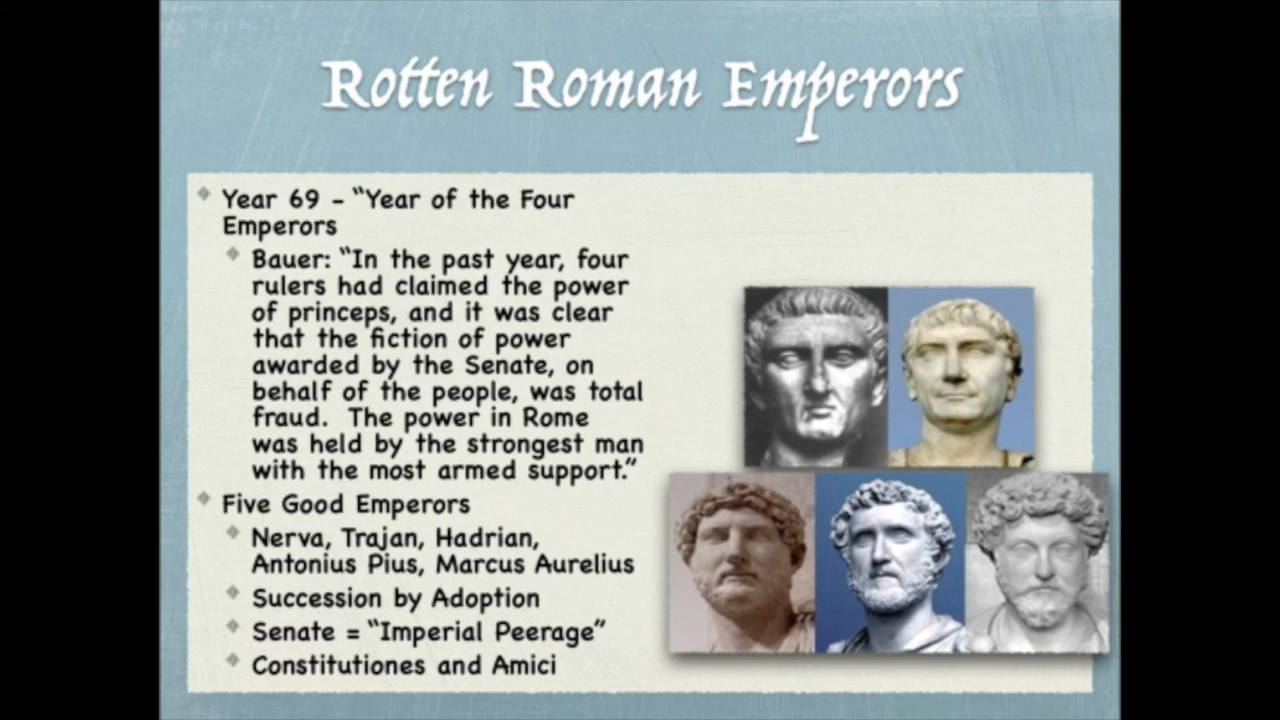 Rotten Roman Emperors
Year 69 - “Year of the Four
Emperors
Bauer: “In the past year, four
rulers had claimed the power
of princeps, and it was clear
that the fiction of power
awarded by the Senate, on
behalf of the people, was total
fraud. The power in Rome
was held by the strongest man
with the most armed support.”
Five Good Emperors
Nerva, Trajan, Hadrian,
Antonius Pius, Marcus Aurelius
Succession by Adoption
Senate = “Imperial Peerage”
Constitutiones and Amici